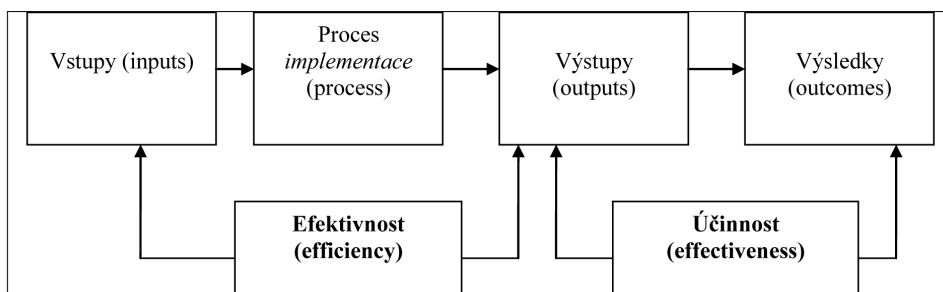 Vstupy (inputs)
Proces
implementace
(process)
Výstupy
(outputs)
Výsledky
(outcomes)
Efektivnost
(efficiency)
Účinnost
(effectiveness)